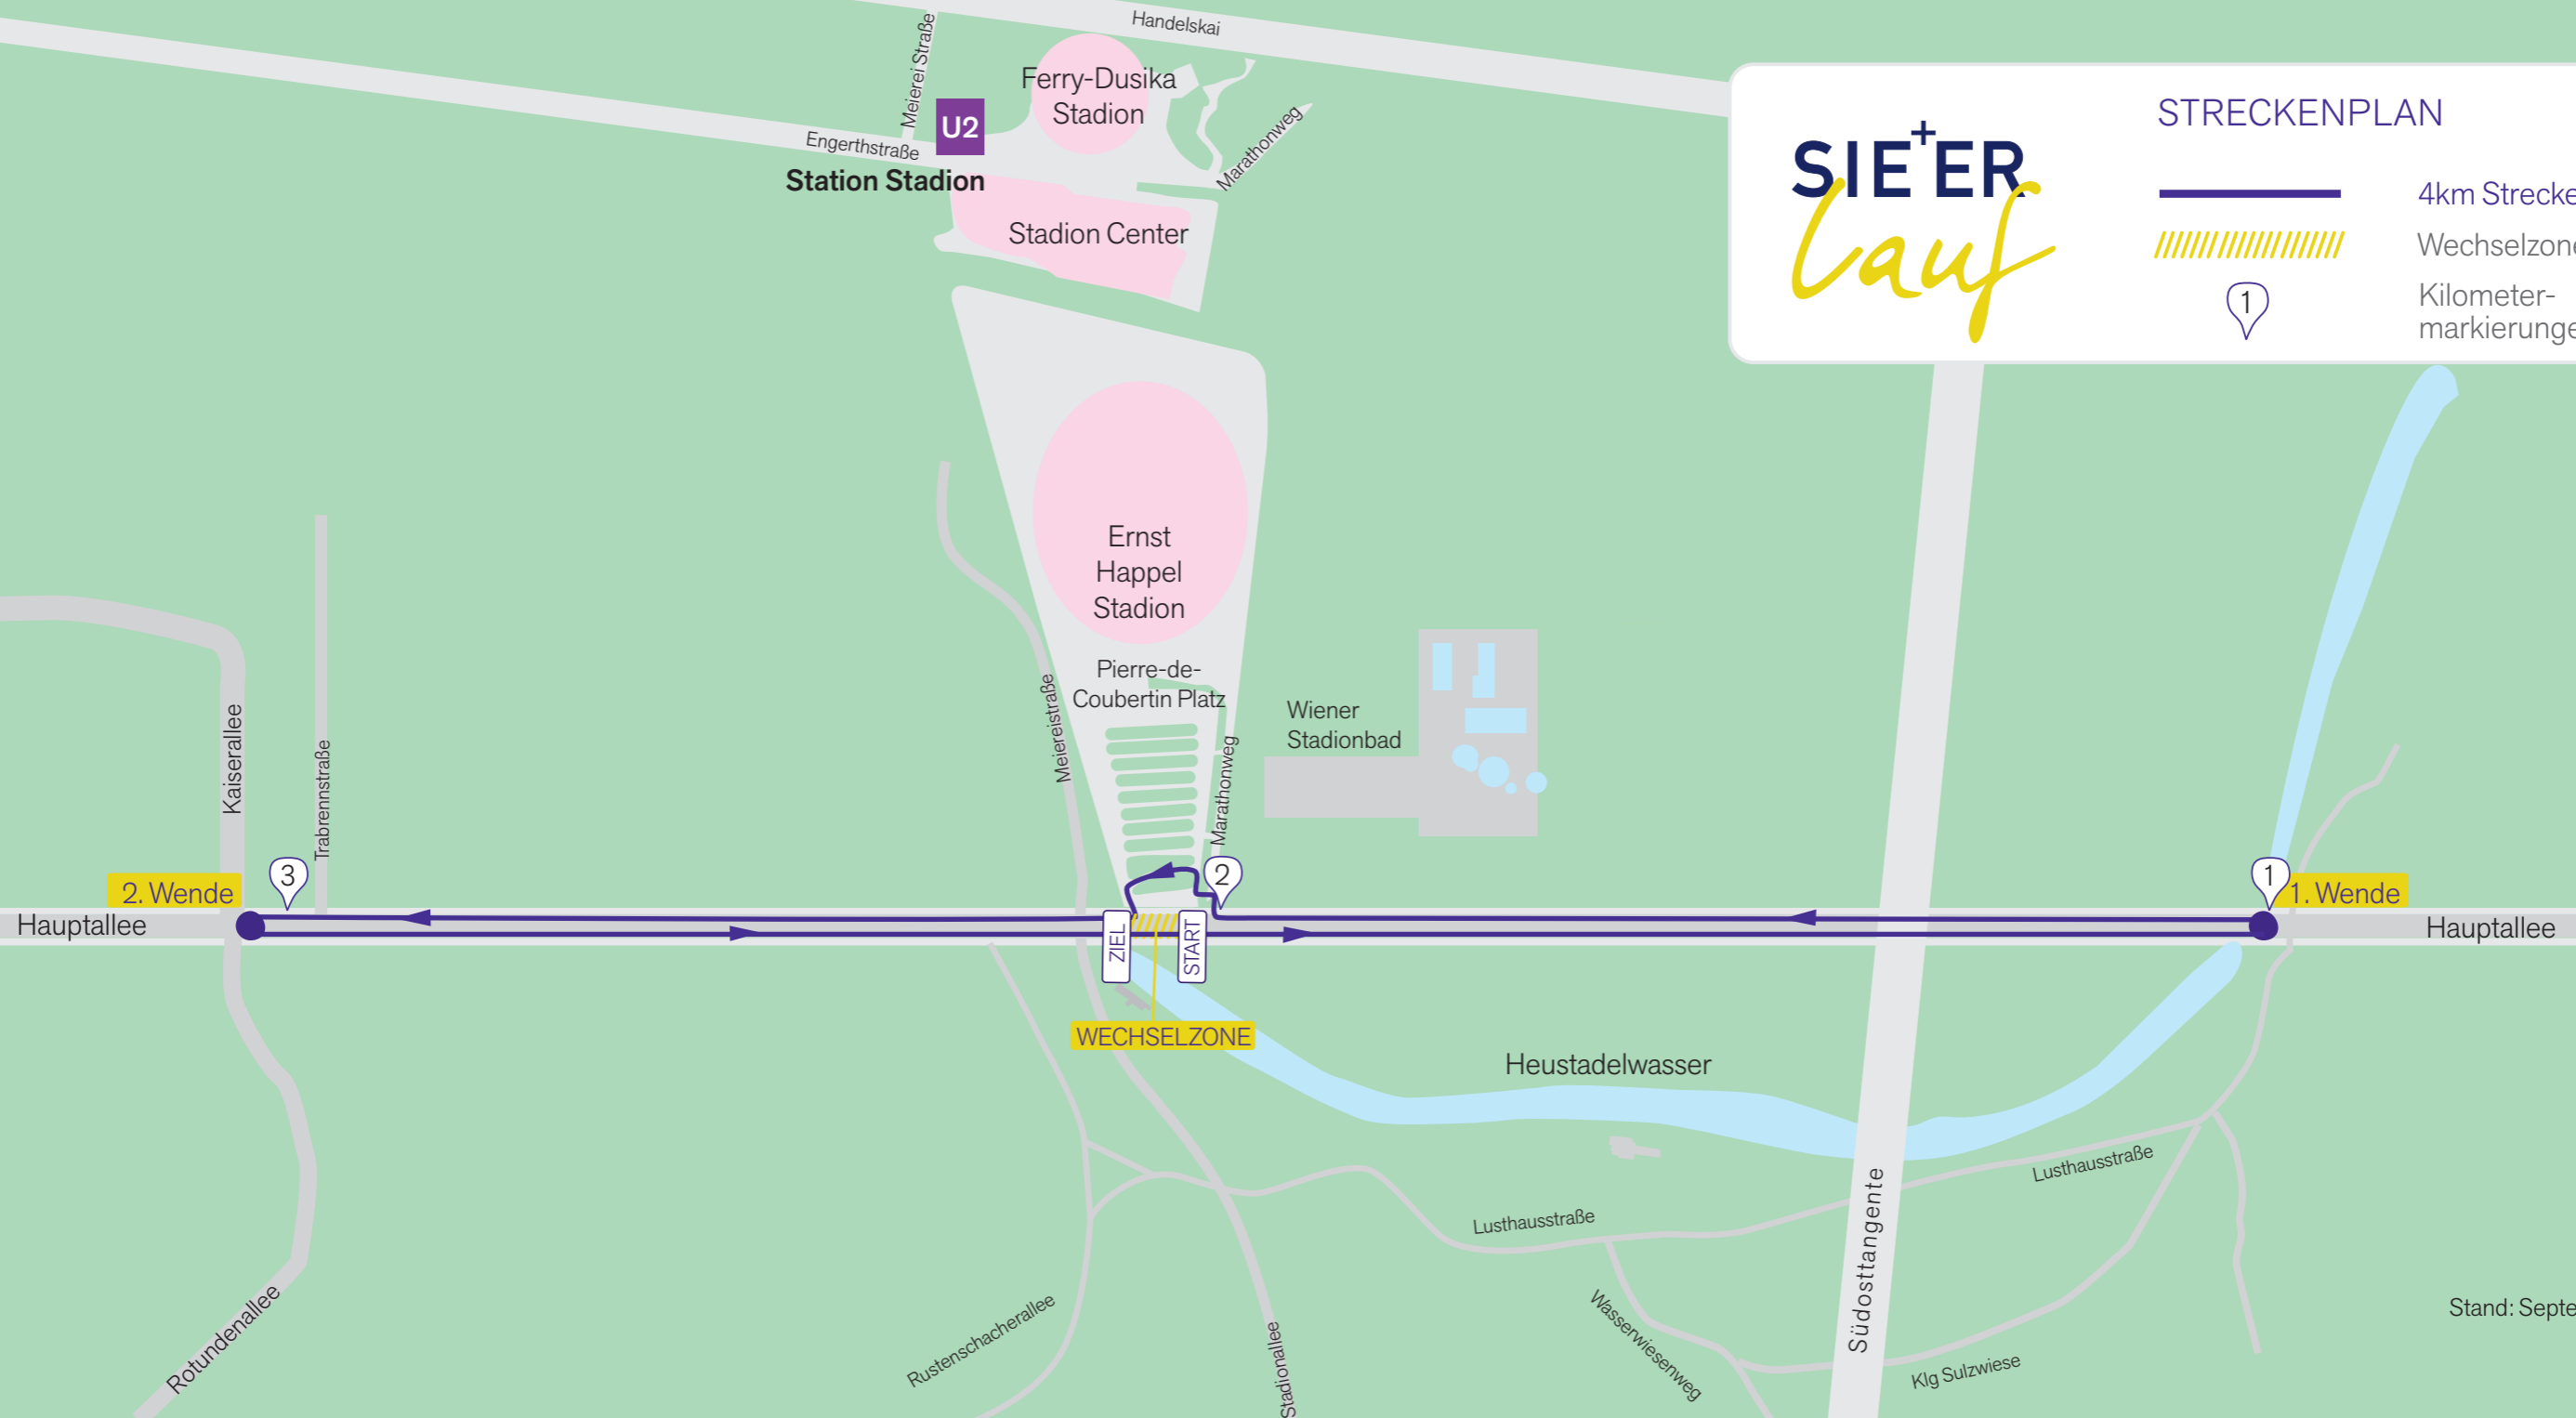 Handelskai
Meierei Straße
Ferry-Dusika
Stadion
U2
Engerthstraße
Marathonweg
Station Stadion
Stadion Center
SIE+ER
Lauf
STRECKENPLAN
4km Strecke
Wechselzone
1
Kilometer-
markierunge
Ernst
Happel
Stadion
Pierre-de-
Coubertin Platz
Meiereistraße
Marathonweg
Wiener
Stadionbad
Kaiserallee
Trabrennstraße
3
2
1
2. Wende
1. Wende
Hauptallee
ZIEL
START
Hauptallee
WECHSELZONE
Heustadelwasser
Lusthausstraße
Lusthausstraße
Südosttangente
Rotundenallee
Rustenschacherallee
Stadionallee
Wasserwiesenweg
Klg Sulzwiese
Stand: Septe